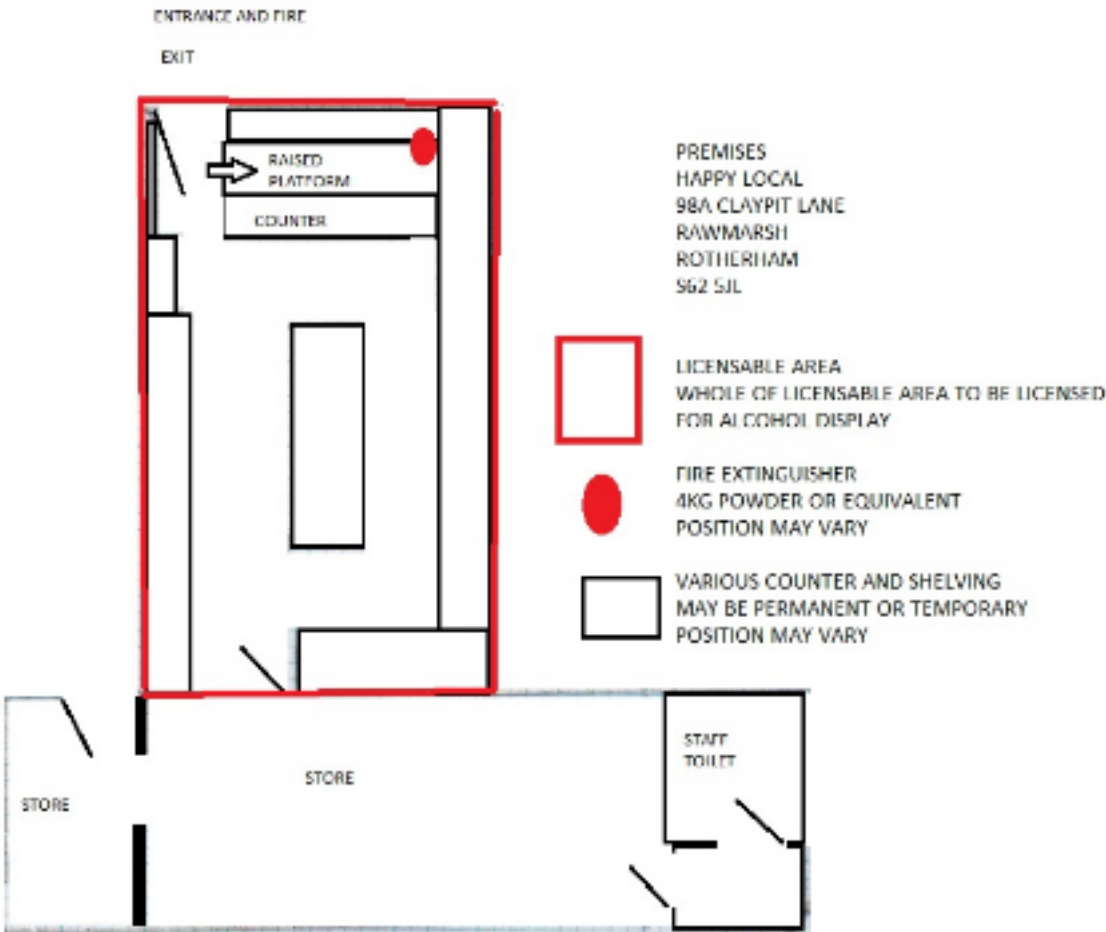 ENTRANCE AND FIRE
EXIT
RAISED
PLATFORM
COUNTER
PREMISES
HAPPY LOCAL
98A CLAYPIT LANE
RAWMARSH
ROTHERHAM
S62 5JL
LICENSABLE AREA
WHOLE OF LICENSABLE AREA TO BE LICENSED
FOR ALCOHOL DISPLAY
FIRE EXTINGUISHER
4KG POWDER OR EQUIVALENT
POSITION MAY VARY
VARIOUS COUNTER AND SHELVING
MAY BE PERMANENT OR TEMPORARY
POSITION MAY VARY
STAFF
TOILET
STORE
STORE